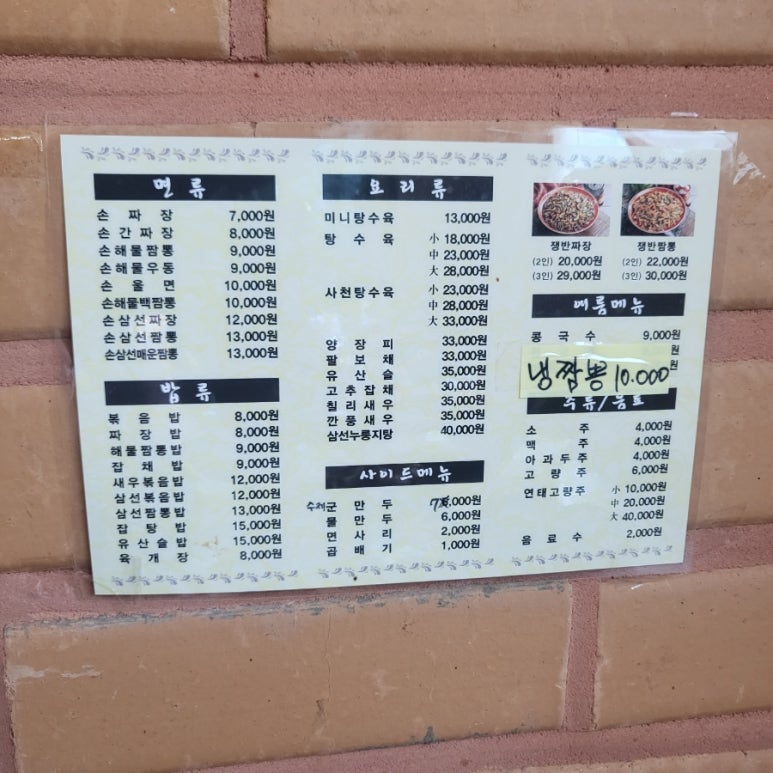 면류
손 짜 장 7,000원
손 간 짜 장 8,000원
손해물짬뽕 9,000원
손해물우동 9,000원
손 울 면 10,000원
손해물백짬뽕 10,000원
손삼선짜장 12,000원
손삼선짬뽕 13,000원
손삼선매운짬뽕 13,000원
밥류
볶 음 밥 8,000원
짜 장 밥 8,000원
해물짬뽕밥 9,000원
잡 채 밥 9,000원
새우볶음밥 12,000원
삼선볶음밥 12,000원
삼선짬뽕밥 13,000원
잡 탕 밥 15,000원
유산슬밥 15,000원
육 개 장 8,000원
요리류
미니탕수육 13,000원
탕 수 육 小 18,000원
中 23,000원
大 28,000원
사천탕수육 小 23,000원
中 28,000원
大 33,000원
양 장 피 33,000원
팔 보 채 33,000원
유 산 슬 35,000원
고추잡채 30,000원
칠리새우 35,000원
깐풍새우 35,000원
삼선누룽지탕 40,000원
사이드메뉴
수제군 만 두 7,000원
물 만 두 6,000원
면 사 리 2,000원
곱 배 기 1,000원
쟁반짜장
(2인) 20,000원
(3인) 29,000원
쟁반짬뽕
(2인) 22,000원
(3인) 30,000원
여름메뉴
콩 국 수 9,000원
원
원
냉짬뽕 10.000
주류/음료
소 주 4,000원
맥 주 4,000원
아과두주 4,000원
고 량 주 6,000원
연태고량주 小 10,000원
中 20,000원
大 40,000원
음 료 수 2,000원